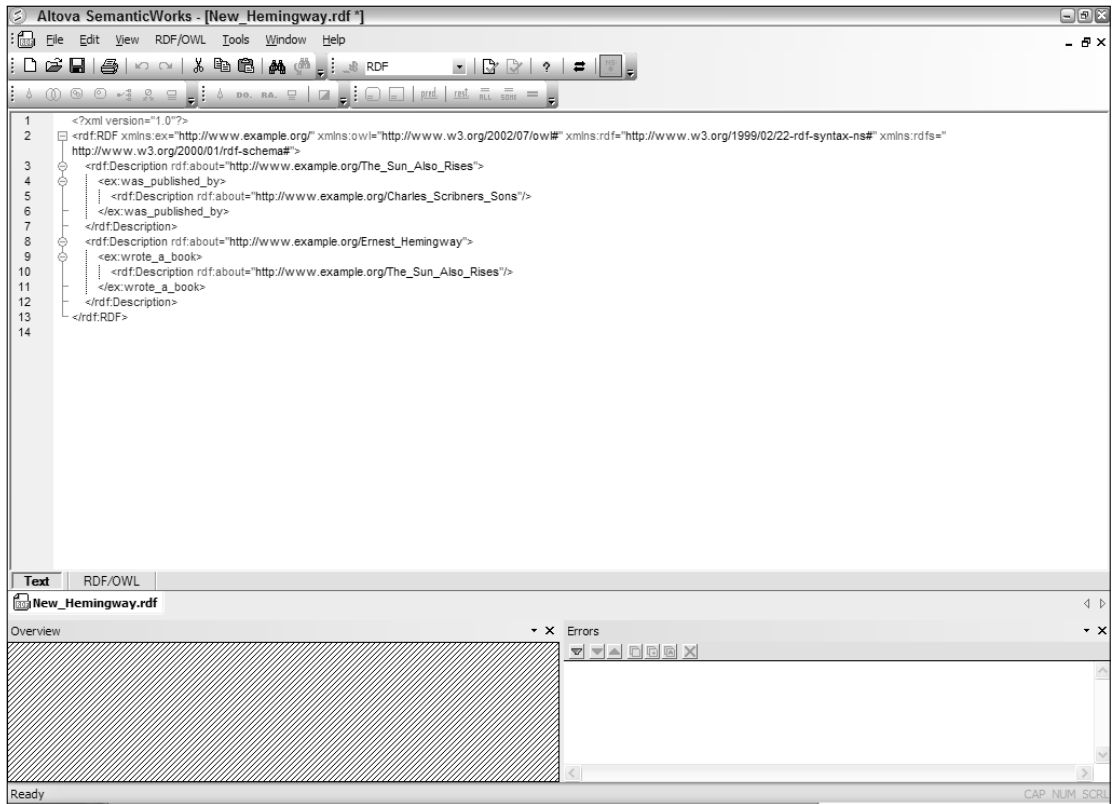 Altova SemanticWorks - [New_Hemingway.rdf *]
File Edit View RDF/OWL Tools Window Help
RDF
DO. RA. pred. rest. ALL SOME
1 <?xml version="1.0"?>
2 <rdf:RDF xmlns:ex="http://www.example.org/" xmlns:owl="http://www.w3.org/2002/07/owl#" xmlns:rdf="http://www.w3.org/1999/02/22-rdf-syntax-ns#" xmlns:rdfs="
http://www.w3.org/2000/01/rdf-schema#">
3 <rdf:Description rdf:about="http://www.example.org/The_Sun_Also_Rises">
4 <ex:was_published_by>
5 <rdf:Description rdf:about="http://www.example.org/Charles_Scribners_Sons"/>
6 </ex:was_published_by>
7 </rdf:Description>
8 <rdf:Description rdf:about="http://www.example.org/Ernest_Hemingway">
9 <ex:wrote_a_book>
10 <rdf:Description rdf:about="http://www.example.org/The_Sun_Also_Rises"/>
11 </ex:wrote_a_book>
12 </rdf:Description>
13 </rdf:RDF>
14
Text RDF/OWL
New_Hemingway.rdf
Overview
Errors
Ready
CAP NUM SCRL